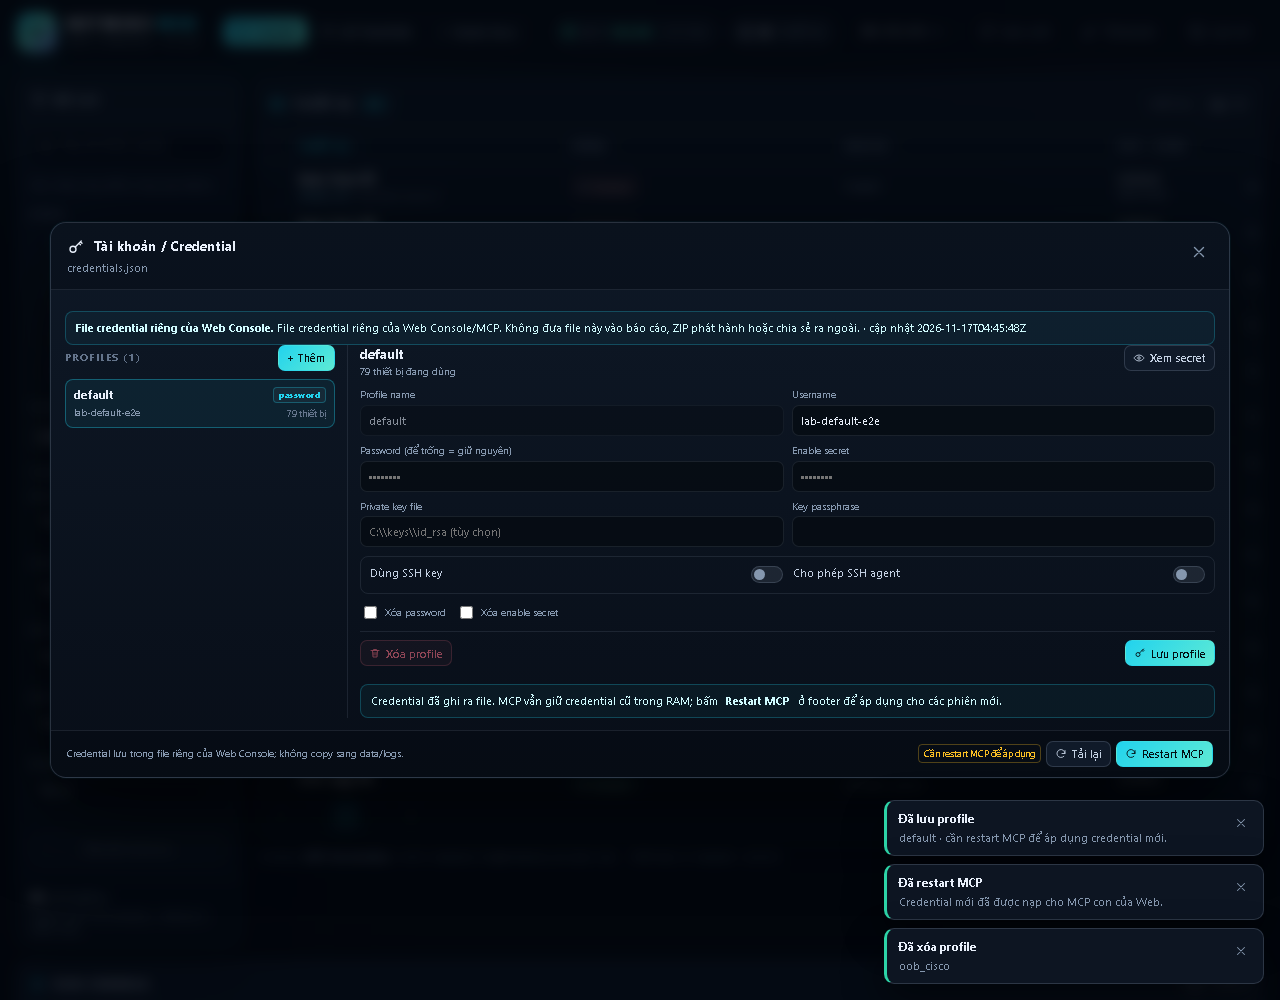 Tài khoản / Credential
credentials.json
File credential riêng của Web Console. File credential riêng của Web Console/MCP. Không đưa file này vào báo cáo, ZIP phát hành hoặc chia sẻ ra ngoài. · cập nhật 2026-11-17T04:45:48Z
PROFILES (1)
+ Thêm
default
password
lab-default-e2e
79 thiết bị
default
79 thiết bị đang dùng
Xem secret
Profile name
Username
default
lab-default-e2e
Password (để trống = giữ nguyên)
Enable secret
••••••••
••••••••
Private key file
Key passphrase
C:\\keys\\id_rsa (tùy chọn)
Dùng SSH key
Cho phép SSH agent
Xóa password
Xóa enable secret
Xóa profile
Lưu profile
Credential đã ghi ra file. MCP vẫn giữ credential cũ trong RAM; bấm Restart MCP ở footer để áp dụng cho các phiên mới.
Credential lưu trong file riêng của Web Console; không copy sang data/logs.
Cần restart MCP để áp dụng
Tải lại
Restart MCP
Đã lưu profile
default · cần restart MCP để áp dụng credential mới.
Đã restart MCP
Credential mới đã được nạp cho MCP con của Web.
Đã xóa profile
oob_cisco